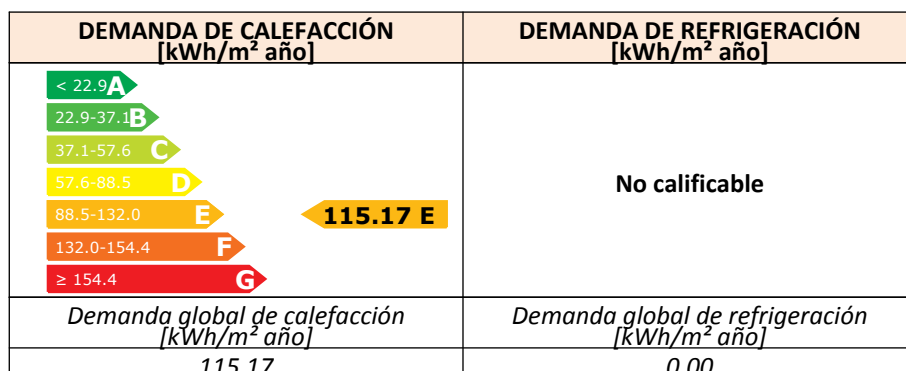 DEMANDA DE CALEFACCIÓN
[kWh/m² año]
DEMANDA DE REFRIGERACIÓN
[kWh/m² año]
< 22.9 A
22.9-37.1 B
37.1-57.6 C
57.6-88.5 D
88.5-132.0 E
132.0-154.4 F
≥ 154.4 G
115.17 E
No calificable
Demanda global de calefacción
[kWh/m² año]
Demanda global de refrigeración
[kWh/m² año]
115.17
0.00